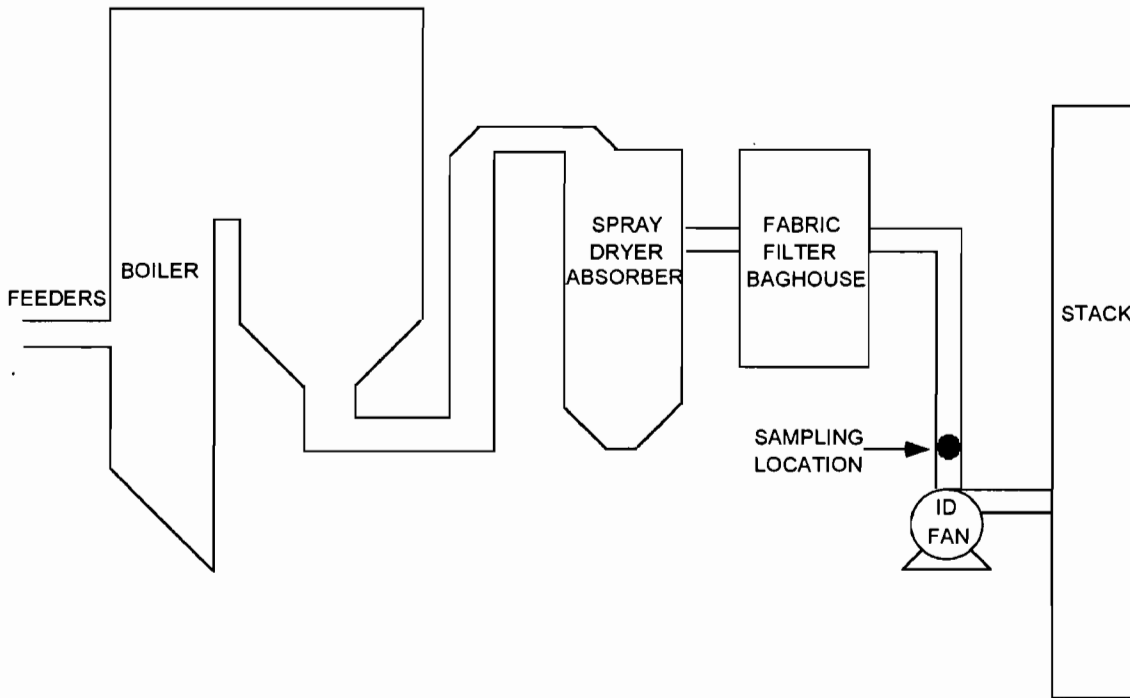 FEEDERS
BOILER
SPRAY
DRYER
ABSORBER
FABRIC
FILTER
BAGHOUSE
SAMPLING
LOCATION
ID
FAN
STACK